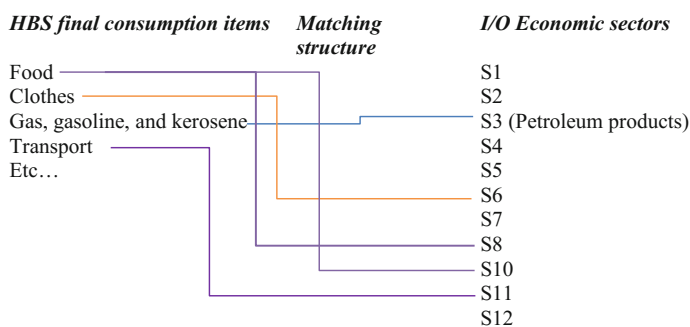 HBS final consumption items Matching structure I/O Economic sectors
Food
Clothes
Gas, gasoline, and kerosene
Transport
Etc…
S1
S2
S3 (Petroleum products)
S4
S5
S6
S7
S8
S10
S11
S12